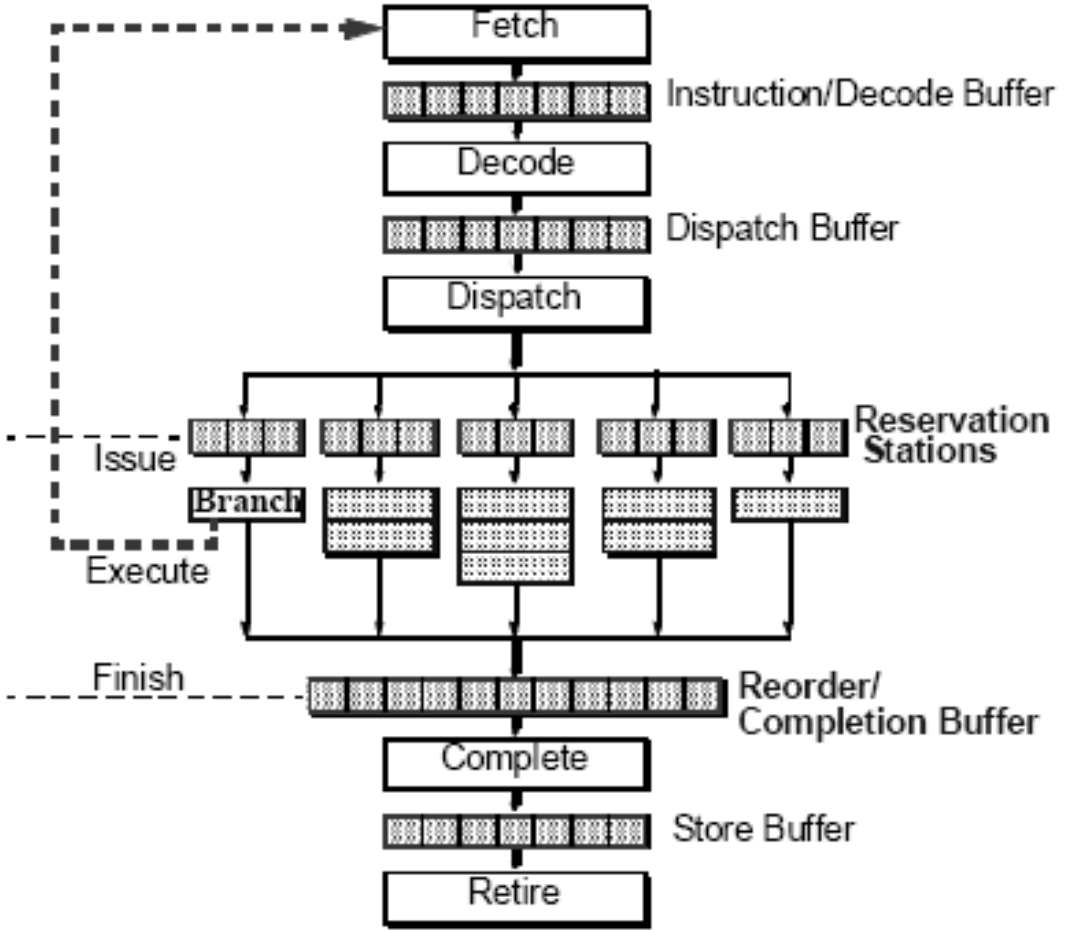 Fetch
Instruction/Decode Buffer
Decode
Dispatch Buffer
Dispatch
Reservation
Stations
Issue
Branch
Execute
Finish
Reorder/
Completion Buffer
Complete
Store Buffer
Retire